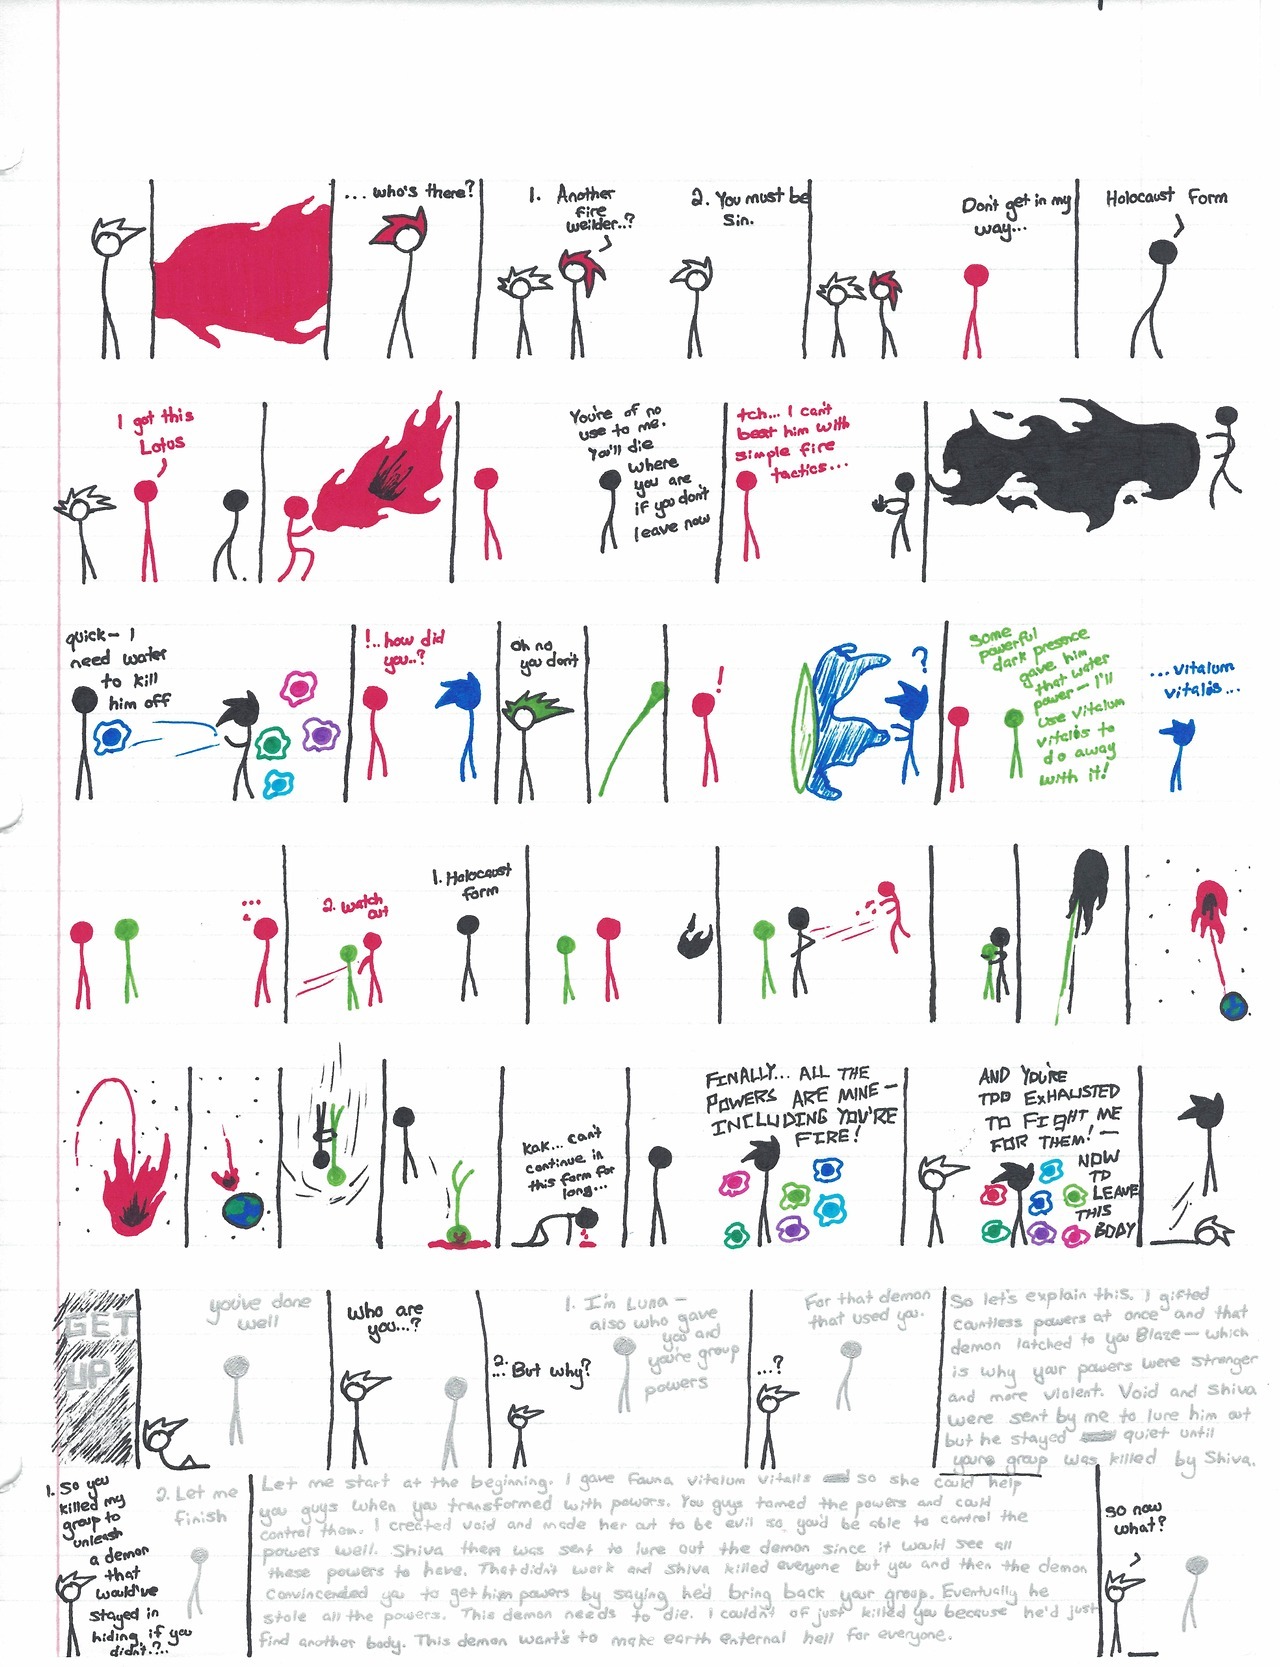 ... who's there?
1. Another
fire
weilder..?
2. You must be
Sin.
Don't get in my
way...
Holocaust Form
I got this
Lotus
You're of no
use to me.
You'll die
where
you are
if you don't
leave now
tch... I can't
beat him with
simple fire
tactics...
quick- I
need water
to kill
him off
!.. how did
you..?
Oh no
you don't
!
?
Some
powerful
dark presence
gave him
that water
power- I'll
use vitalum
vitalis to
do away
with it!
...vitalum
vitalis...
...
2. Watch
out
1. Holocaust
form
kak... can't
continue in
this form for
long...
FINALLY... ALL THE
POWERS ARE MINE-
INCLUDING YOU'RE
FIRE!
AND YOU'RE
TOO EXHAUSTED
TO FIGHT ME
FOR THEM! -
NOW
TO
LEAVE
THIS
BODY
GET
UP
you've done
well
Who are
you...?
1. I'm Luna -
also who gave
you and
you're group
powers
2.
... But why?
For that demon
that used you.
...?
So let's explain this. I gifted
countless powers at once and that
demon latched to you Blaze - which
is why your powers were stronger
and more violent. Void and Shiva
were sent by me to lure him out
but he stayed quiet until
youre group was killed by Shiva.
1. So you
killed my
group to
unleash
a demon
that
would've
stayed in
hiding if you
didn't?...
2. Let me
finish
Let me start at the beginning. I gave Fauna vitalum vitalis so she could help
you guys when you transformed with powers. You guys tamed the powers and could
control them. I created void and made her out to be evil so you'd be able to control the
powers well. Shiva then was sent to lure out the demon since it would see all
these powers to have. That didn't work and Shiva killed everyone but you and then the demon
convincended you to get him powers by saying he'd bring back your group. Eventually he
stole all the powers. This demon needs to die. I couldn't of just killed you because he'd just
find another body. This demon want's to make earth enternal hell for everyone.
So now
what?